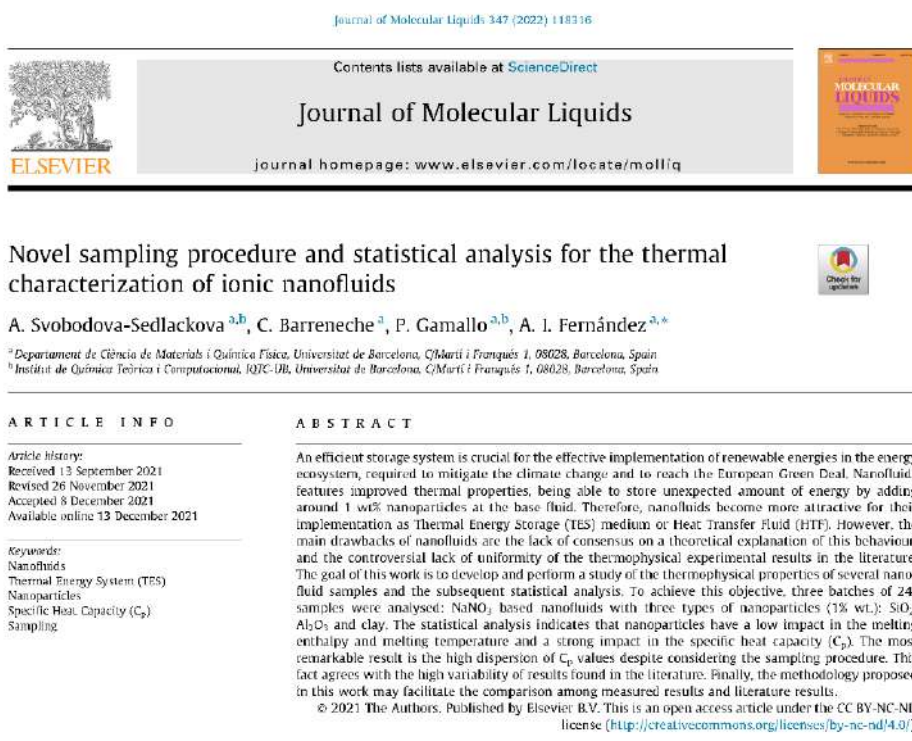 Journal of Molecular Liquids 347 (2022) 118316
Contents lists available at ScienceDirect
Journal of Molecular Liquids
journal homepage: www.elsevier.com/locate/molliq
ELSEVIER
MOLECULAR
LIQUIDS
Novel sampling procedure and statistical analysis for the thermal
characterization of ionic nanofluids
Check for
updates
A. Svobodova-Sedlackova a,b, C. Barreneche a, P. Gamallo a,b, A. I. Fernández a,*
a Departament de Ciència de Materials i Química Física, Universitat de Barcelona, C/Martí i Franquès 1, 08028, Barcelona, Spain
b Institut de Química Teòrica i Computacional, IQTC-UB, Universitat de Barcelona, C/Martí i Franquès 1, 08028, Barcelona, Spain
ARTICLE INFO
Article history:
Received 13 September 2021
Revised 26 November 2021
Accepted 8 December 2021
Available online 13 December 2021
Keywords:
Nanofluids
Thermal Energy System (TES)
Nanoparticles
Specific Heat Capacity (Cp)
Sampling
ABSTRACT
An efficient storage system is crucial for the effective implementation of renewable energies in the energy
ecosystem, required to mitigate the climate change and to reach the European Green Deal. Nanofluid
features improved thermal properties, being able to store unexpected amount of energy by adding
around 1 wt% nanoparticles at the base fluid. Therefore, nanofluids become more attractive for their
implementation as Thermal Energy Storage (TES) medium or Heat Transfer Fluid (HTF). However, the
main drawbacks of nanofluids are the lack of consensus on a theoretical explanation of this behaviour
and the controversial lack of uniformity of the thermophysical experimental results in the literature
The goal of this work is to develop and perform a study of the thermophysical properties of several nano
fluid samples and the subsequent statistical analysis. To achieve this objective, three batches of 24
samples were analysed: NaNO3 based nanofluids with three types of nanoparticles (1% wt.): SiO2
Al2O3 and clay. The statistical analysis indicates that nanoparticles have a low impact in the melting
enthalpy and melting temperature and a strong impact in the specific heat capacity (Cp). The mos
remarkable result is the high dispersion of Cp values despite considering the sampling procedure. Thi
fact agrees with the high variability of results found in the literature. Finally, the methodology proposed
in this work may facilitate the comparison among measured results and literature results.
© 2021 The Authors. Published by Elsevier B.V. This is an open access article under the CC BY-NC-ND
license (http://creativecommons.org/licenses/by-nc-nd/4.0/)